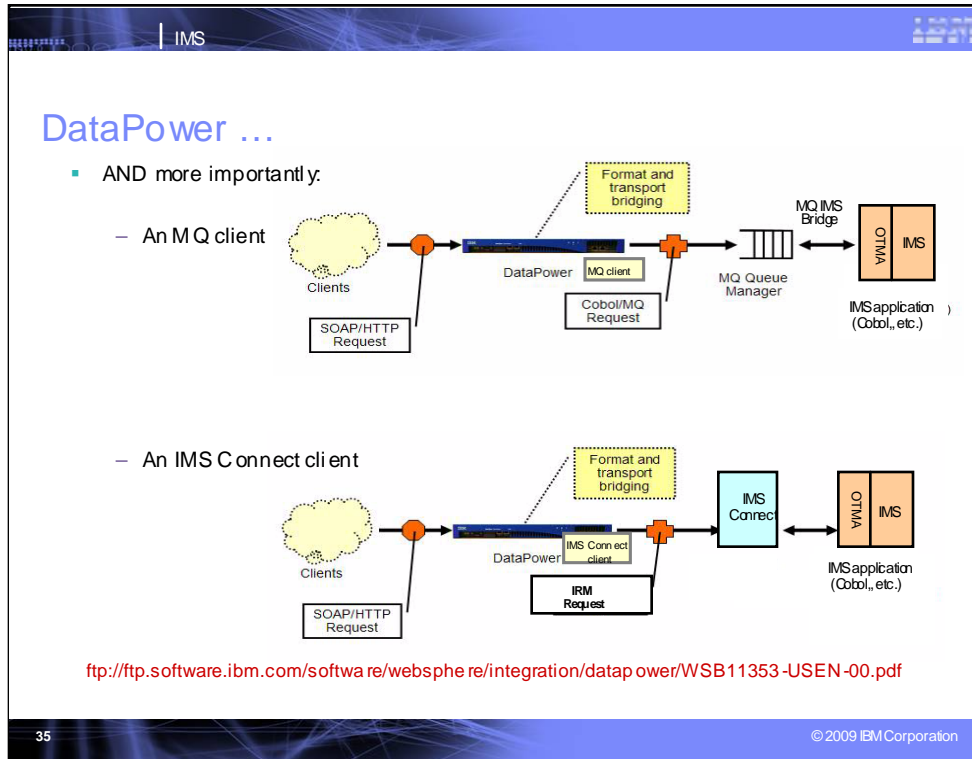 IMS
IBM
DataPower …
▪ AND more importantly:
– An MQ client
Clients
SOAP/HTTP
Request
Format and
transport
bridging
DataPower
MQ client
Cobol/MQ
Request
MQ Queue
Manager
MQ IMS
Bridge
OTMA
IMS
IMS application )
(Cobol,, etc.)
– An IMS Connect client
Clients
SOAP/HTTP
Request
Format and
transport
bridging
DataPower
IMS Connect
client
IRM
Request
IMS
Connect
OTMA
IMS
IMS application
(Cobol,, etc.)
ftp://ftp.software.ibm.com/software/websphere/integration/datapower/WSB11353-USEN-00.pdf
35
© 2009 IBM Corporation